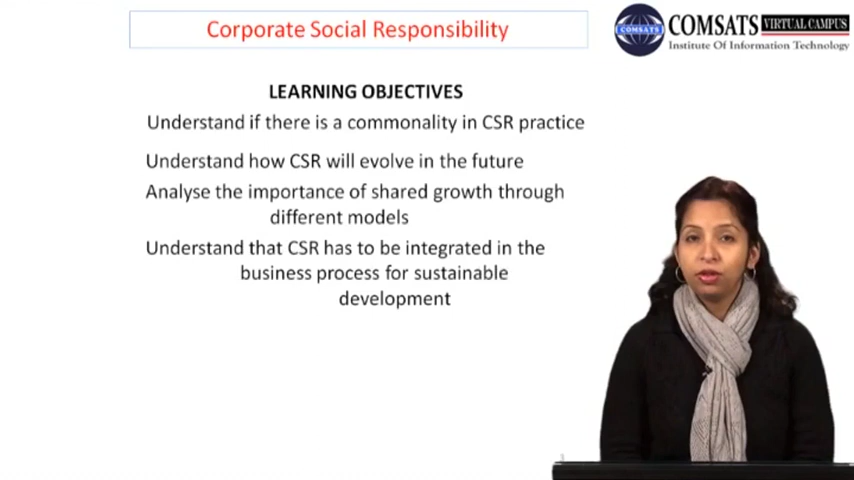 Corporate Social Responsibility
COMSATS VIRTUAL CAMPUS
Institute Of Information Technology
COMSATS
LEARNING OBJECTIVES
Understand if there is a commonality in CSR practice
Understand how CSR will evolve in the future
Analyse the importance of shared growth through
different models
Understand that CSR has to be integrated in the
business process for sustainable
development